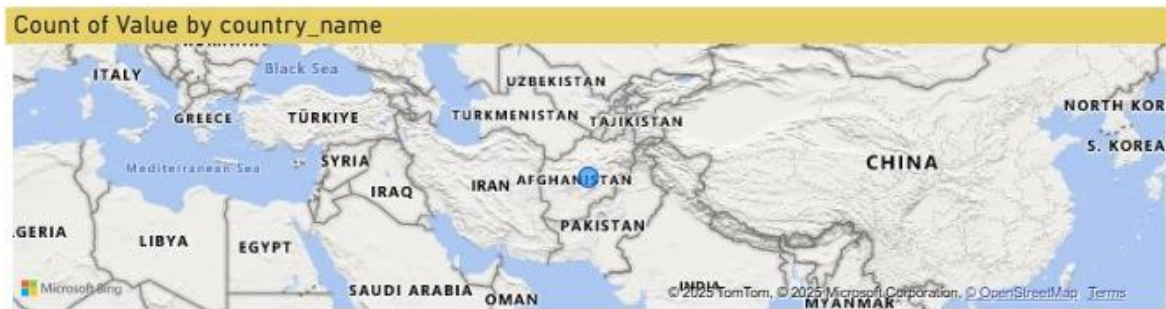 Count of Value by country_name
ITALY
Black Sea
UZBEKISTAN
GREECE
TÜRKIYE
TURKMENISTAN
TAJIKISTAN
NORTH KOR
S. KOREA
Mediterranean Sea
SYRIA
IRAQ
IRAN
AFGHANISTAN
CHINA
PAKISTAN
GERIA
LIBYA
EGYPT
SAUDI ARABIA
OMAN
INDIA
MYANMAR
Microsoft Bing
© 2025 TomTom, © 2025 Microsoft Corporation, © OpenStreetMap Terms